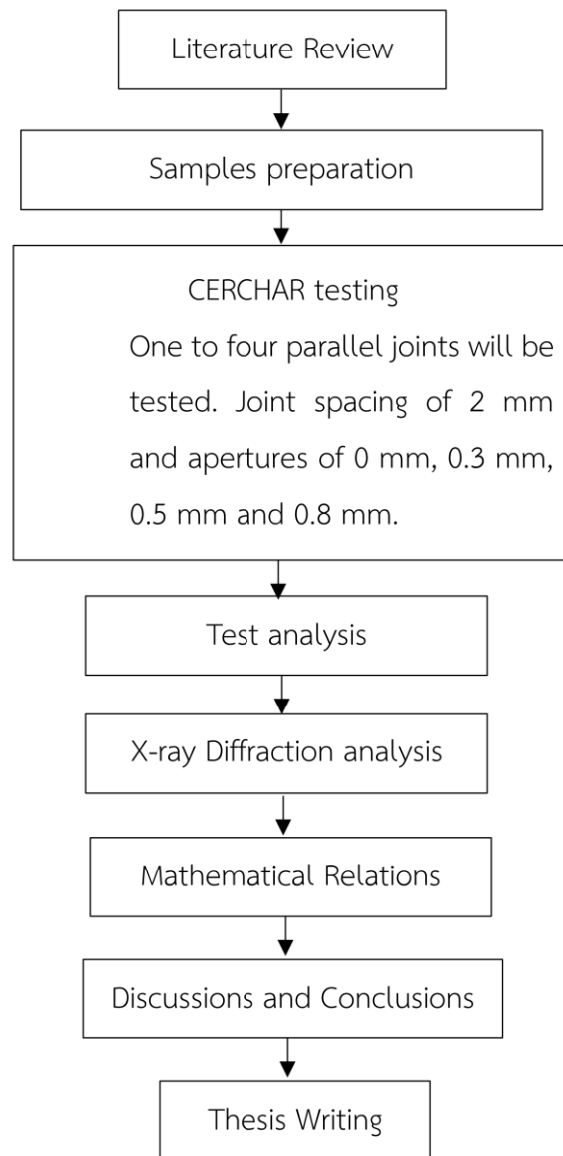 Literature Review
Samples preparation
CERCHAR testing
One to four parallel joints will be
tested. Joint spacing of 2 mm
and apertures of 0 mm, 0.3 mm,
0.5 mm and 0.8 mm.
Test analysis
X-ray Diffraction analysis
Mathematical Relations
Discussions and Conclusions
Thesis Writing